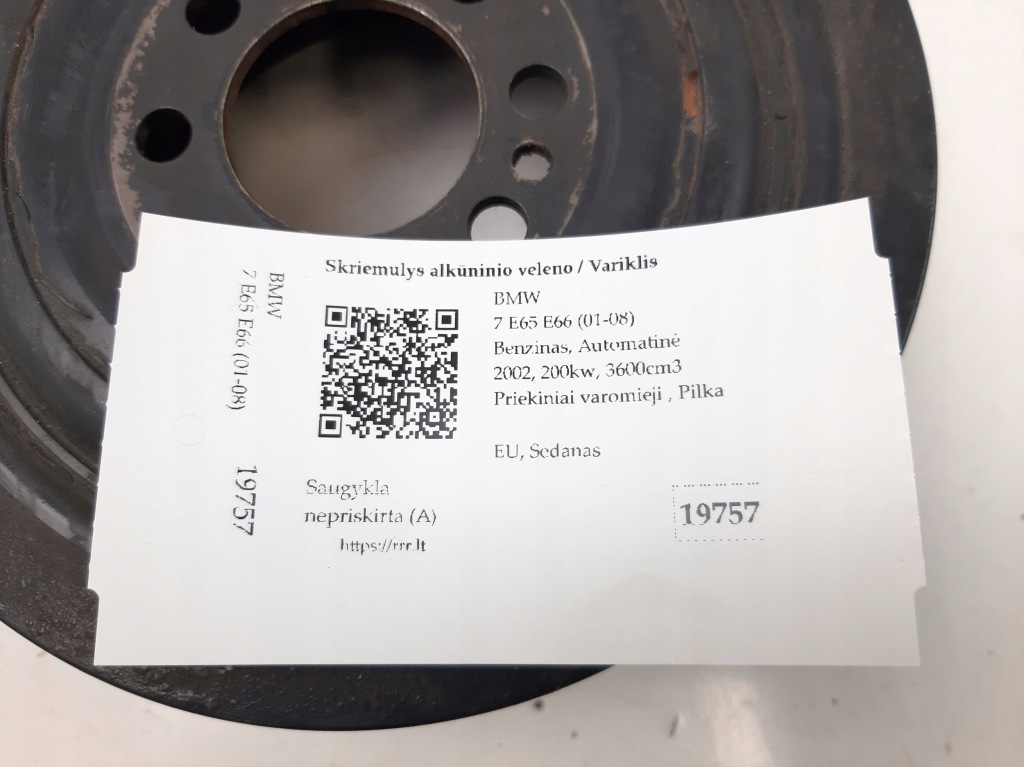 Skriemulys alkūninio veleno / Variklis
BMW
7 E65 E66 (01-08)
Benzinas, Automatinė
2002, 200kw, 3600cm3
Priekiniai varomieji , Pilka
EU, Sedanas
BMW
7 E65 E66 (01-08)
19757
Saugykla
nepriskirta (A)
https://rrr.lt
19757